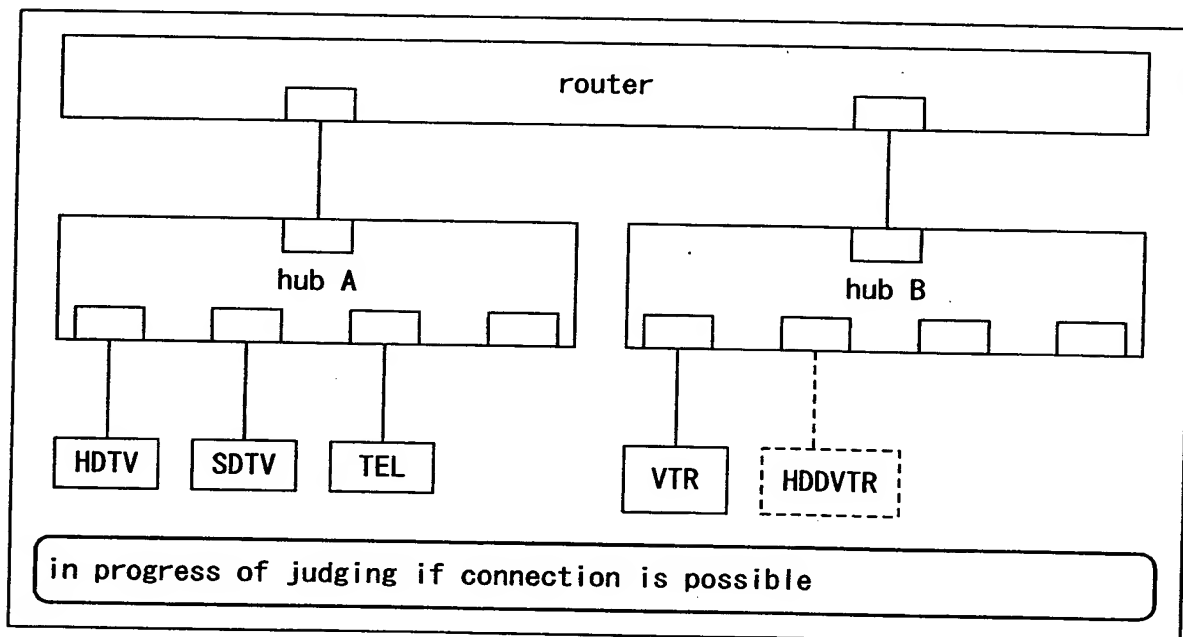 router
hub A
hub B
HDTV
SDTV
TEL
VTR
HDDVTR
in progress of judging if connection is possible